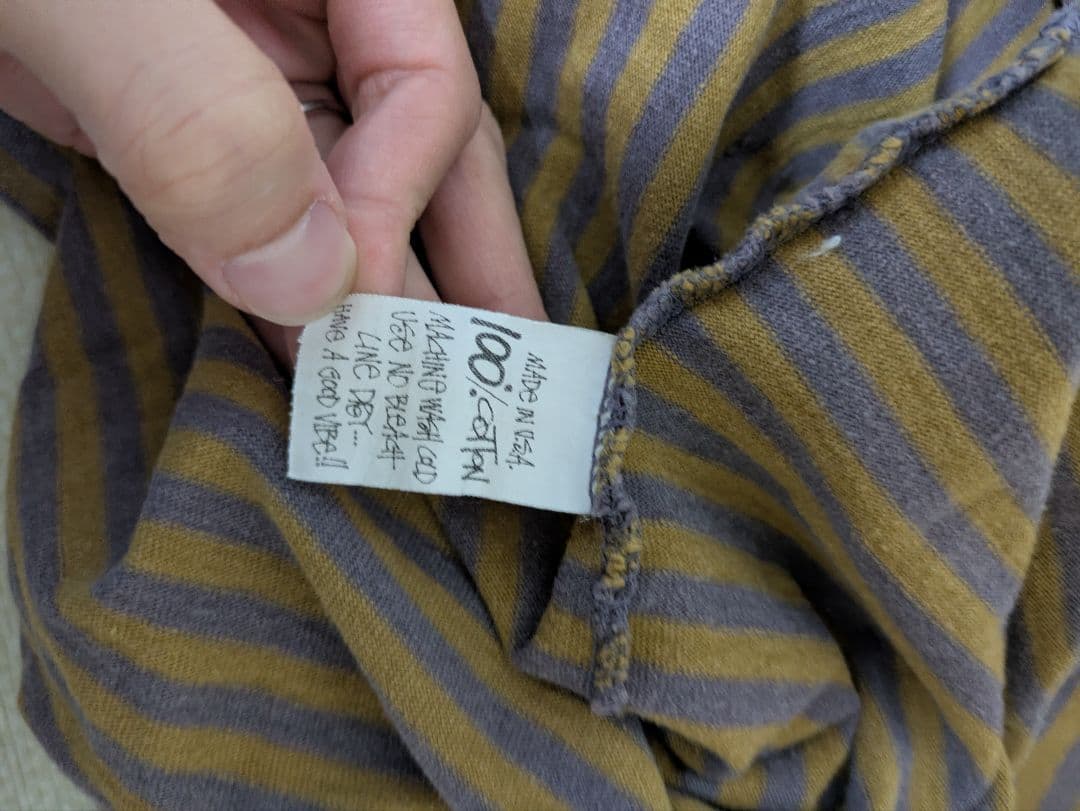 MADE IN USA.
100% COTTON
MACHINE WASH COLD
USE NO BLEACH
LINE DRY...
HAVE A GOOD VIBE!!